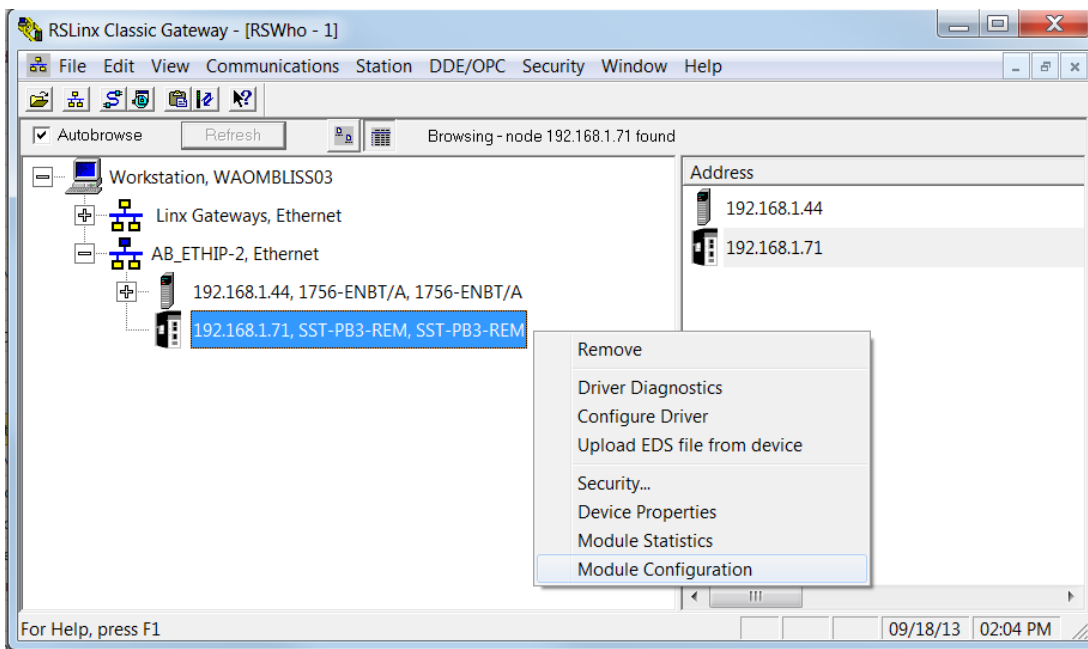 RSLinx Classic Gateway - [RSWho - 1]
File Edit View Communications Station DDE/OPC Security Window Help
Autobrowse Refresh Browsing - node 192.168.1.71 found
Workstation, WAOMBLISS03
Linx Gateways, Ethernet
AB_ETHIP-2, Ethernet
192.168.1.44, 1756-ENBT/A, 1756-ENBT/A
192.168.1.71, SST-PB3-REM, SST-PB3-REM
Address
192.168.1.44
192.168.1.71
Remove
Driver Diagnostics
Configure Driver
Upload EDS file from device
Security...
Device Properties
Module Statistics
Module Configuration
For Help, press F1 09/18/13 02:04 PM